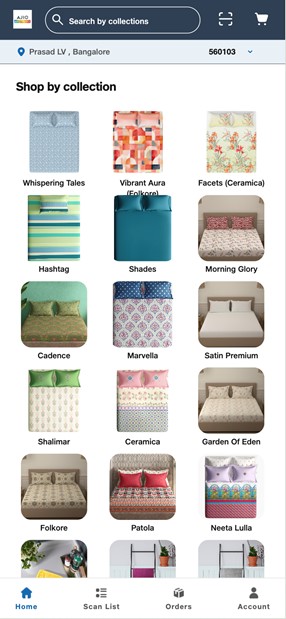 AJIO
Search by collections
Prasad LV , Bangalore 560103
Shop by collection
Whispering Tales
Vibrant Aura
(Folkore)
Facets (Ceramica)
Hashtag
Shades
Morning Glory
Cadence
Marvella
Satin Premium
Shalimar
Ceramica
Garden Of Eden
Folkore
Patola
Neeta Lulla
Home
Scan List
Orders
Account